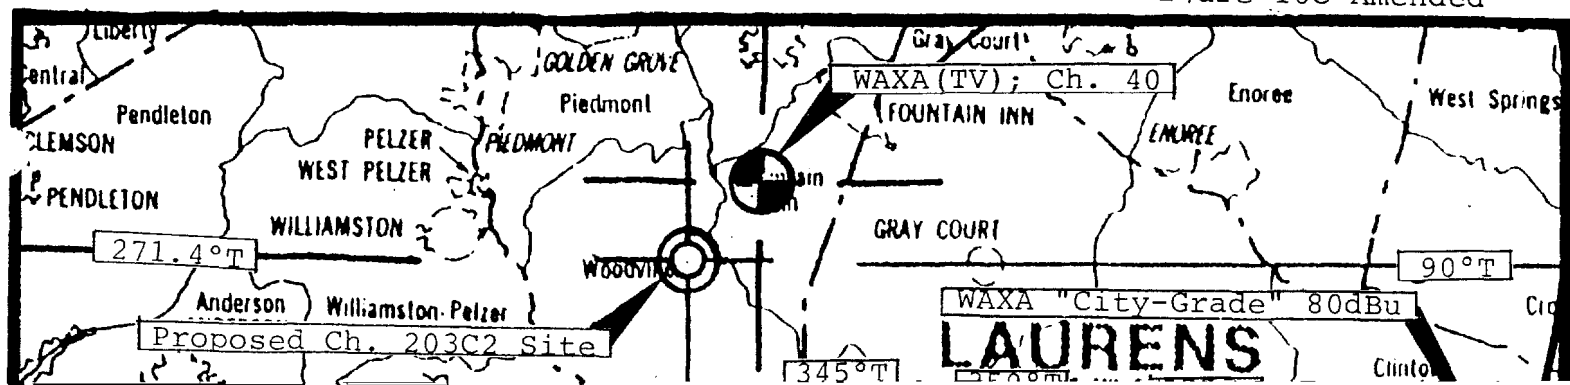 Amended
Liberty
Gray Court
GOLDEN GROVE
Central
WAXA(TV); Ch. 40
Piedmont
Enoree
West Springs
Pendleton
FOUNTAIN INN
PELZER
PIEDMONT
ENOREE
CLEMSON
WEST PELZER
PENDLETON
WILLIAMSTON
GRAY COURT
271.4°T
90°T
Anderson
Williamston-Pelzer
WAXA "City-Grade" 80dBu
Proposed Ch. 203C2 Site
LAURENS
345°T